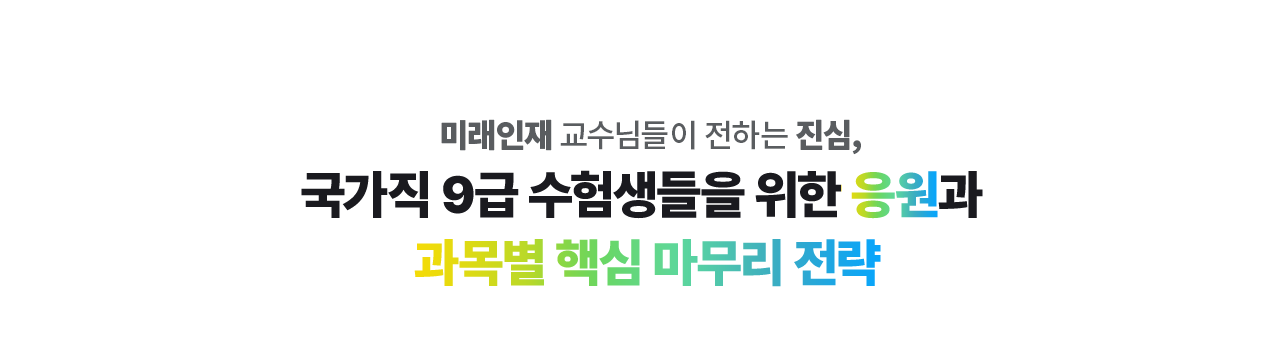 미래인재 교수님들이 전하는 진심,
국가직 9급 수험생들을 위한 응원과
과목별 핵심 마무리 전략